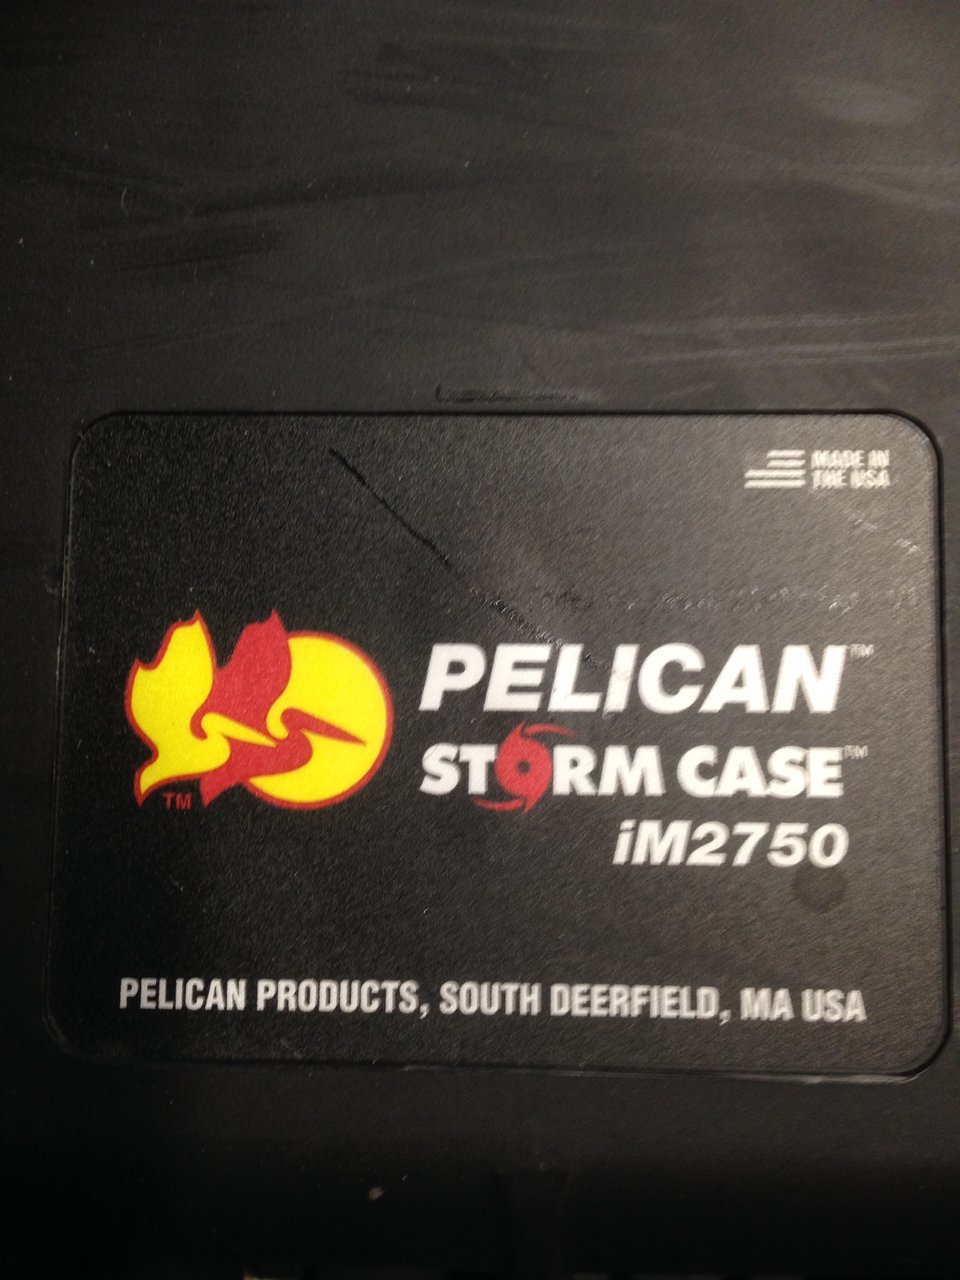 MADE IN
THE USA
PELICAN™
STORM CASE™
iM2750
TM
PELICAN PRODUCTS, SOUTH DEERFIELD, MA USA